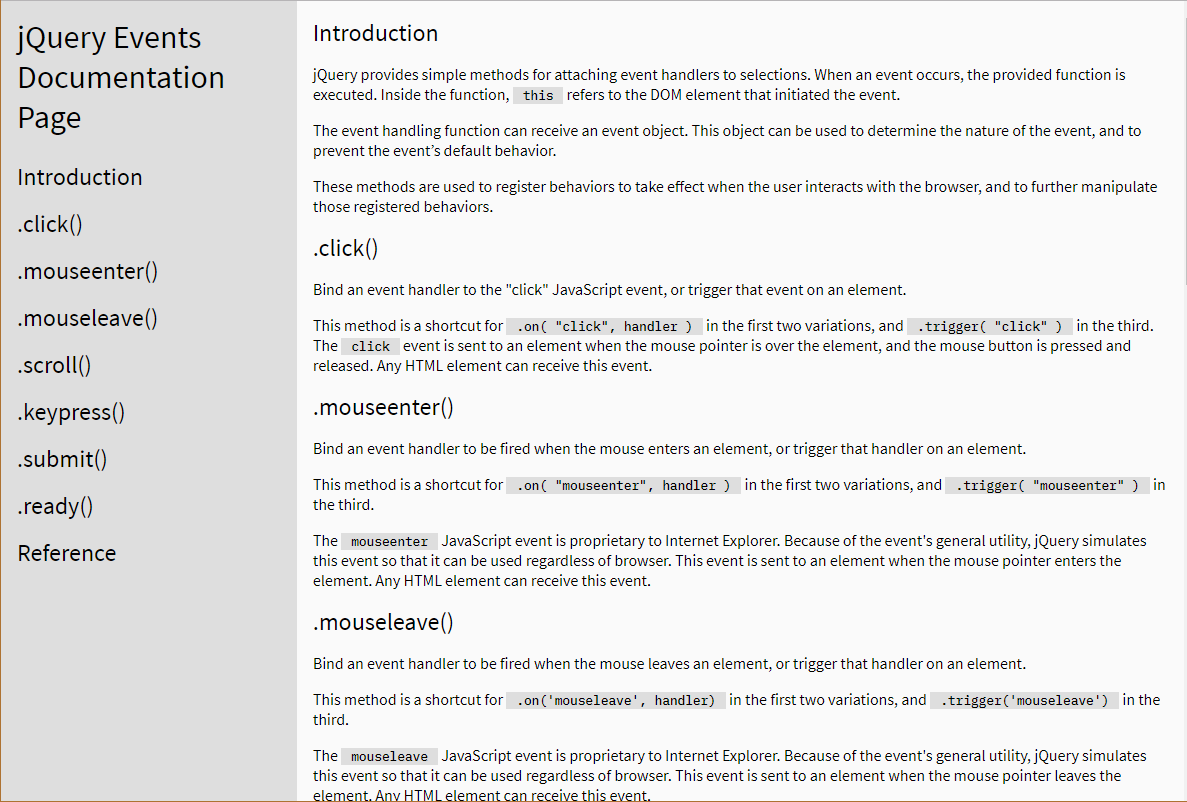 jQuery Events
Documentation
Page
Introduction
.click()
.mouseenter()
.mouseleave()
.scroll()
.keypress()
.submit()
.ready()
Reference
Introduction
jQuery provides simple methods for attaching event handlers to selections. When an event occurs, the provided function is
executed. Inside the function, this refers to the DOM element that initiated the event.
The event handling function can receive an event object. This object can be used to determine the nature of the event, and to
prevent the event’s default behavior.
These methods are used to register behaviors to take effect when the user interacts with the browser, and to further manipulate
those registered behaviors.
.click()
Bind an event handler to the "click" JavaScript event, or trigger that event on an element.
This method is a shortcut for .on( "click", handler ) in the first two variations, and .trigger( "click" ) in the third.
The click event is sent to an element when the mouse pointer is over the element, and the mouse button is pressed and
released. Any HTML element can receive this event.
.mouseenter()
Bind an event handler to be fired when the mouse enters an element, or trigger that handler on an element.
This method is a shortcut for .on( "mouseenter", handler ) in the first two variations, and .trigger( "mouseenter" ) in
the third.
The mouseenter JavaScript event is proprietary to Internet Explorer. Because of the event's general utility, jQuery simulates
this event so that it can be used regardless of browser. This event is sent to an element when the mouse pointer enters the
element. Any HTML element can receive this event.
.mouseleave()
Bind an event handler to be fired when the mouse leaves an element, or trigger that handler on an element.
This method is a shortcut for .on('mouseleave', handler) in the first two variations, and .trigger('mouseleave') in the
third.
The mouseleave JavaScript event is proprietary to Internet Explorer. Because of the event's general utility, jQuery simulates
this event so that it can be used regardless of browser. This event is sent to an element when the mouse pointer leaves the
element. Any HTML element can receive this event.